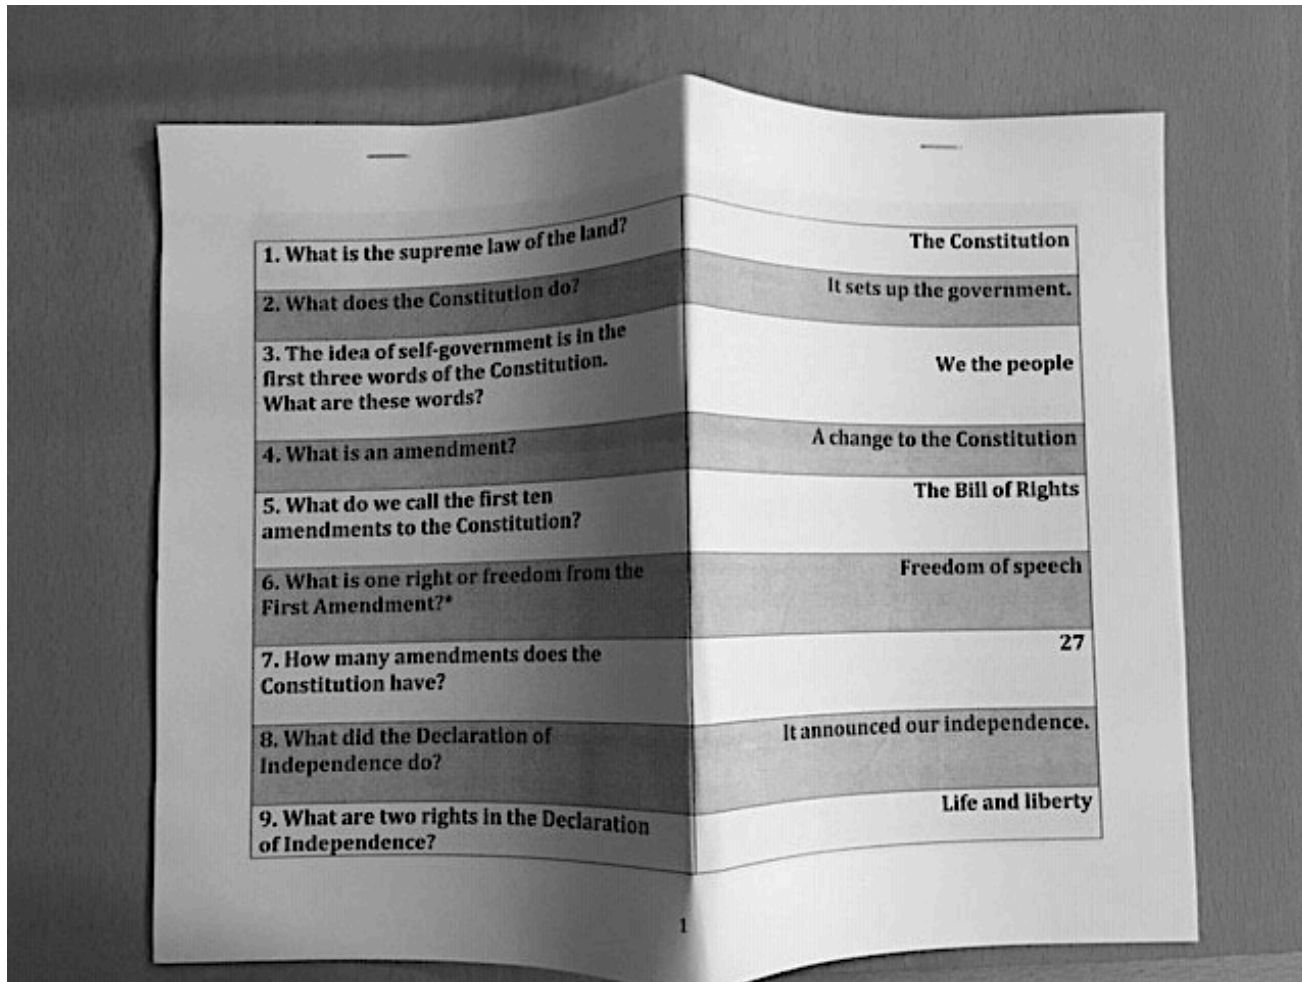 1. What is the supreme law of the land?
The Constitution
2. What does the Constitution do?
It sets up the government.
3. The idea of self-government is in the
first three words of the Constitution.
What are these words?
We the people
4. What is an amendment?
A change to the Constitution
5. What do we call the first ten
amendments to the Constitution?
The Bill of Rights
6. What is one right or freedom from the
First Amendment?*
Freedom of speech
7. How many amendments does the
Constitution have?
27
8. What did the Declaration of
Independence do?
It announced our independence.
9. What are two rights in the Declaration
of Independence?
Life and liberty
1